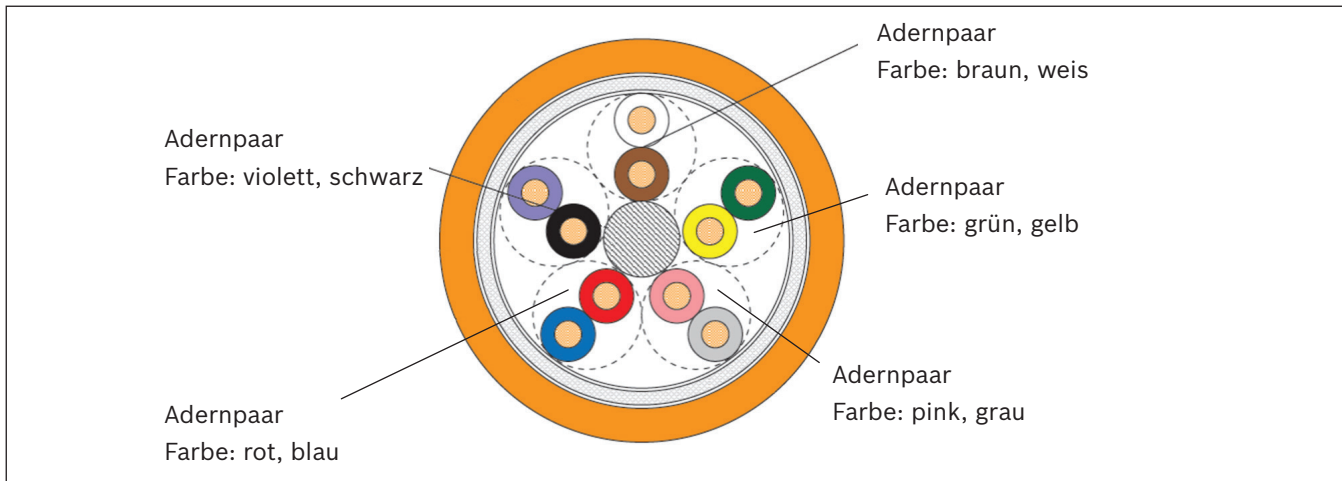 Adernpaar
Farbe: braun, weis
Adernpaar
Farbe: violett, schwarz
Adernpaar
Farbe: grün, gelb
Adernpaar
Farbe: pink, grau
Adernpaar
Farbe: rot, blau